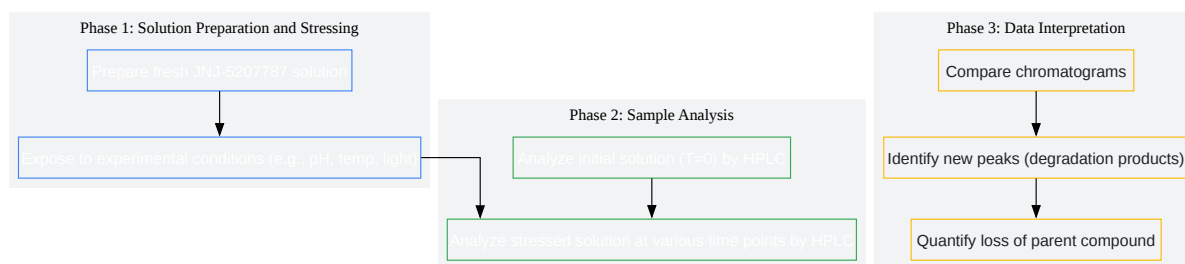 Phase 1: Solution Preparation and Stressing
Prepare fresh JNJ-5207787 solution
Expose to experimental conditions (e.g., pH, temp, light)
Phase 2: Sample Analysis
Analyze initial solution (T=0) by HPLC
Analyze stressed solution at various time points by HPLC
Phase 3: Data Interpretation
Compare chromatograms
Identify new peaks (degradation products)
Quantify loss of parent compound